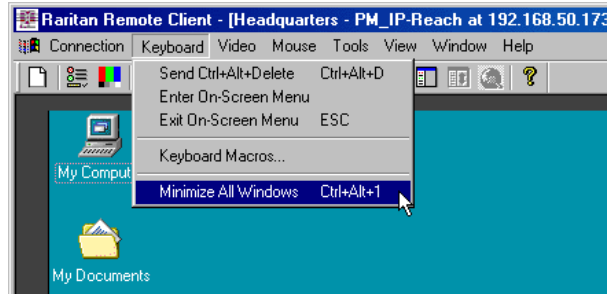 Raritan Remote Client - [Headquarters - PM_IP-Reach at 192.168.50.173
Connection Keyboard Video Mouse Tools View Window Help
Send Ctrl+Alt+Delete Ctrl+Alt+D
Enter On-Screen Menu
Exit On-Screen Menu ESC
Keyboard Macros...
My Comput
Minimize All Windows Ctrl+Alt+1
My Documents